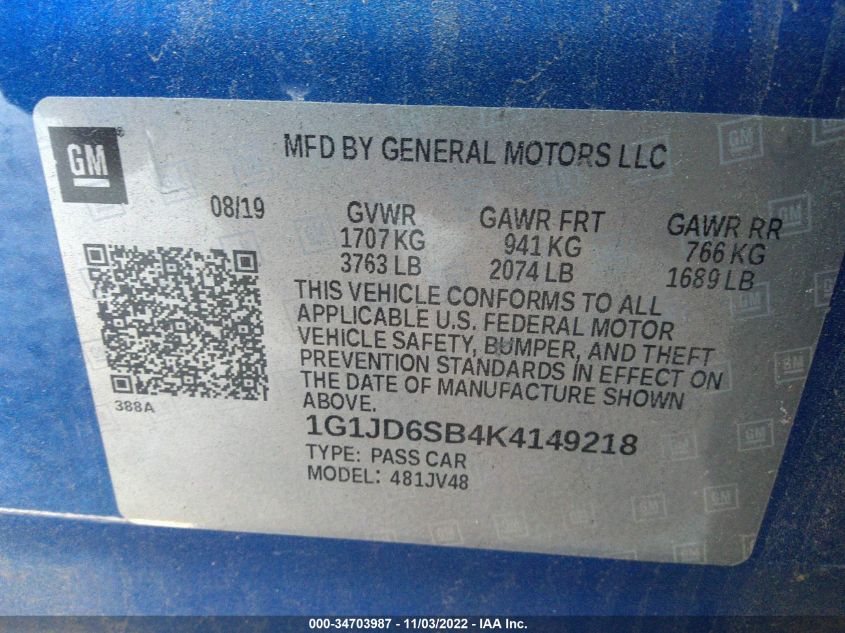 GM
MFD BY GENERAL MOTORS LLC
08/19 GVWR GAWR FRT GAWR RR
1707 KG 941 KG 766 KG
3763 LB 2074 LB 1689 LB
THIS VEHICLE CONFORMS TO ALL
APPLICABLE U.S. FEDERAL MOTOR
VEHICLE SAFETY, BUMPER, AND THEFT
PREVENTION STANDARDS IN EFFECT ON
THE DATE OF MANUFACTURE SHOWN
ABOVE.
388A
1G1JD6SB4K4149218
TYPE: PASS CAR
MODEL: 481JV48
000-34703987 - 11/03/2022 - IAA Inc.